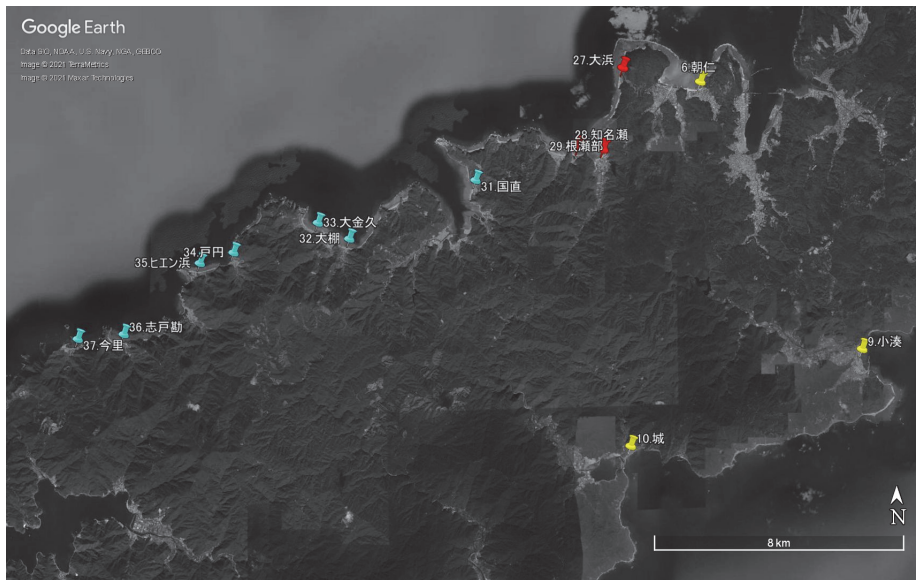 Google Earth
Data SIO, NOAA, U.S. Navy, NGA, GEBCO
Image © 2021 TerraMetrics
Image © 2021 Maxar Technologies
27.大浜
6.朝仁
28.知名瀬
29 根瀬部
31.国直
33.大金久
32.大棚
34.戸円
35.ヒエン浜
36.志戸勘
37.今里
9.小湊
10.城
N
8 km